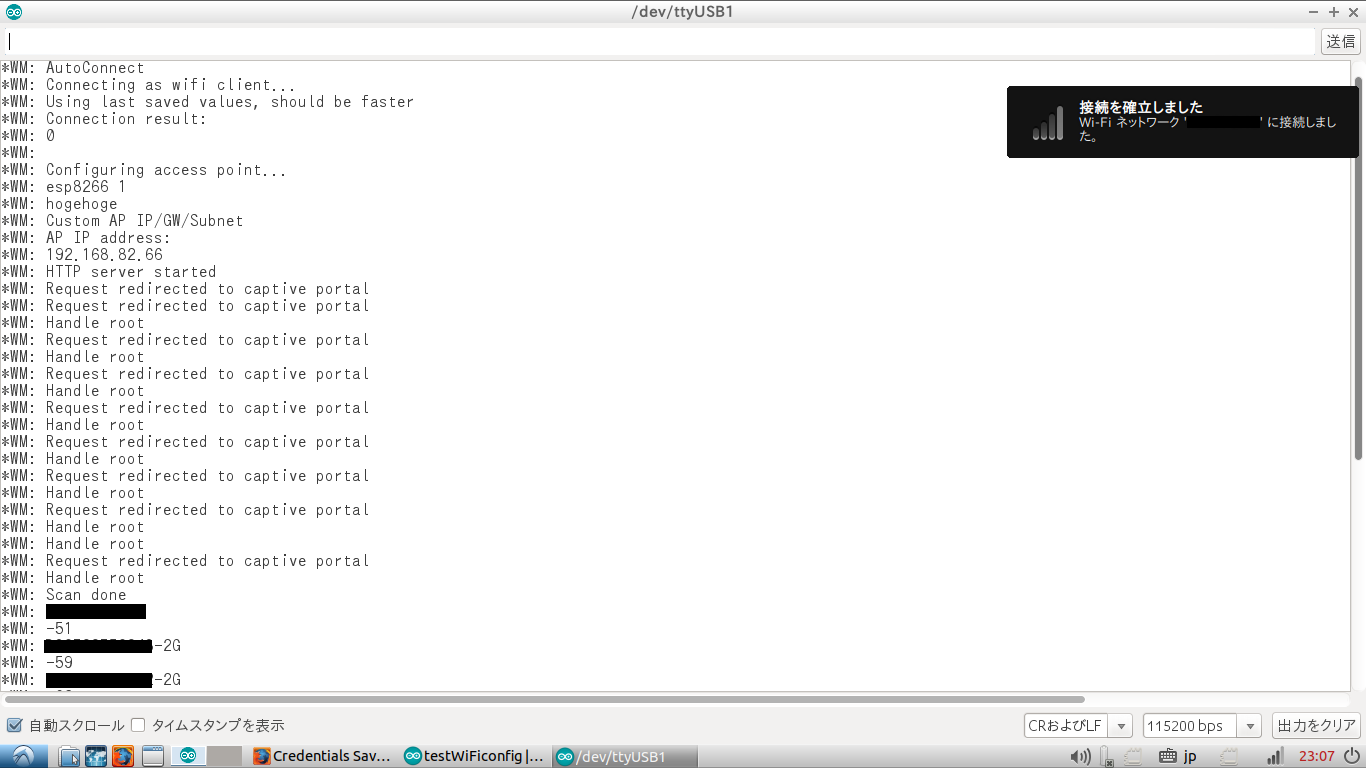 /dev/ttyUSB1
送信
*WM: AutoConnect
*WM: Connecting as wifi client...
*WM: Using last saved values, should be faster
*WM: Connection result:
*WM: 0
*WM:
*WM: Configuring access point...
*WM: esp8266 1
*WM: hogehoge
*WM: Custom AP IP/GW/Subnet
*WM: AP IP address:
*WM: 192.168.82.66
*WM: HTTP server started
*WM: Request redirected to captive portal
*WM: Request redirected to captive portal
*WM: Handle root
*WM: Request redirected to captive portal
*WM: Handle root
*WM: Request redirected to captive portal
*WM: Handle root
*WM: Request redirected to captive portal
*WM: Handle root
*WM: Request redirected to captive portal
*WM: Handle root
*WM: Request redirected to captive portal
*WM: Handle root
*WM: Request redirected to captive portal
*WM: Handle root
*WM: Handle root
*WM: Request redirected to captive portal
*WM: Handle root
*WM: Scan done
*WM:
*WM: -51
*WM: -2G
*WM: -59
*WM: -2G
接続を確立しました
Wi-Fi ネットワーク '' に接続しまし
た。
自動スクロール タイムスタンプを表示 CRおよびLF 115200 bps 出力をクリア
Credentials Sav... testWiFiconfig |... /dev/ttyUSB1 jp 23:07